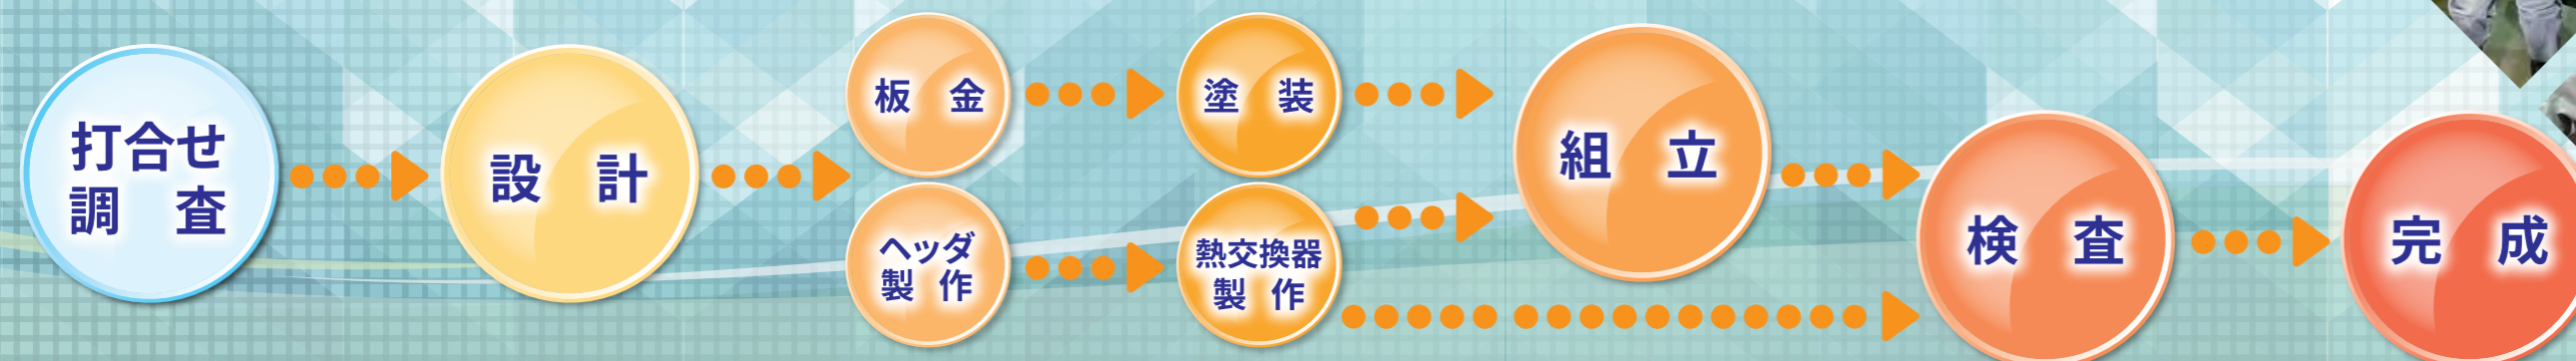 打合せ
調　査
設　計
板　金
塗　装
ヘッダ
製　作
熱交換器
製　作
組　立
検　査
完　成